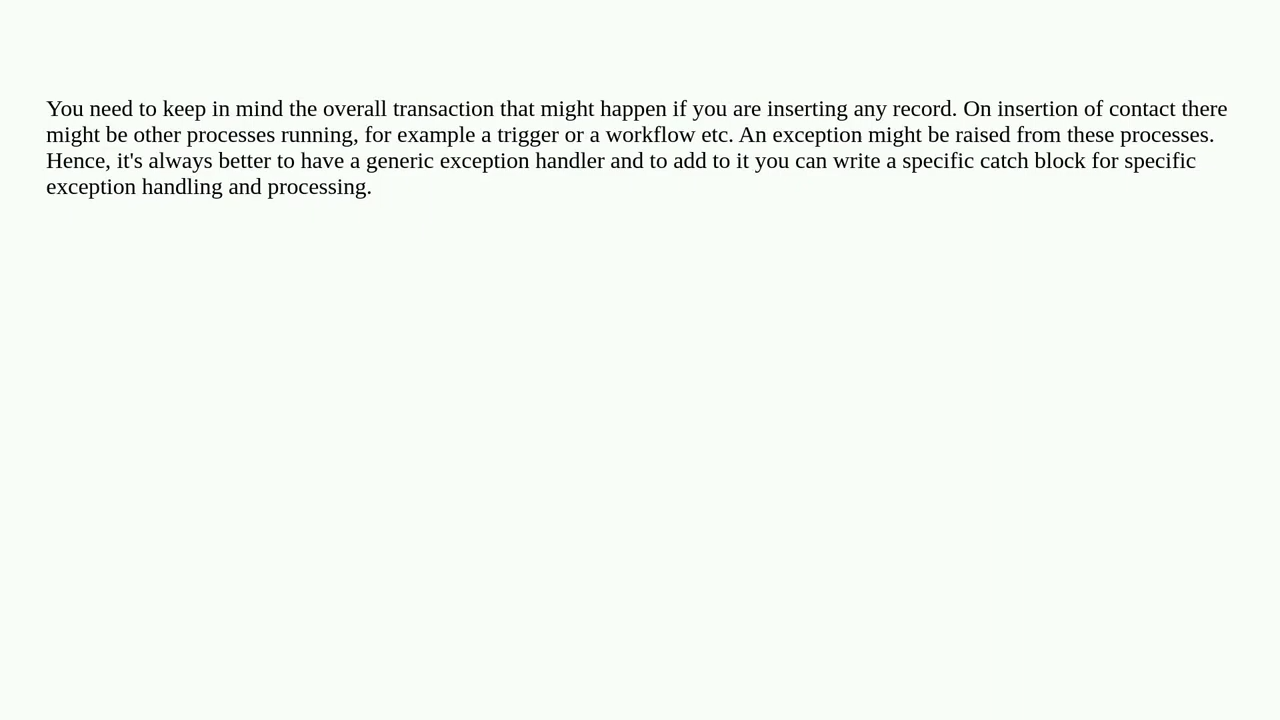 You need to keep in mind the overall transaction that might happen if you are inserting any record. On insertion of contact there
might be other processes running, for example a trigger or a workflow etc. An exception might be raised from these processes.
Hence, it's always better to have a generic exception handler and to add to it you can write a specific catch block for specific
exception handling and processing.